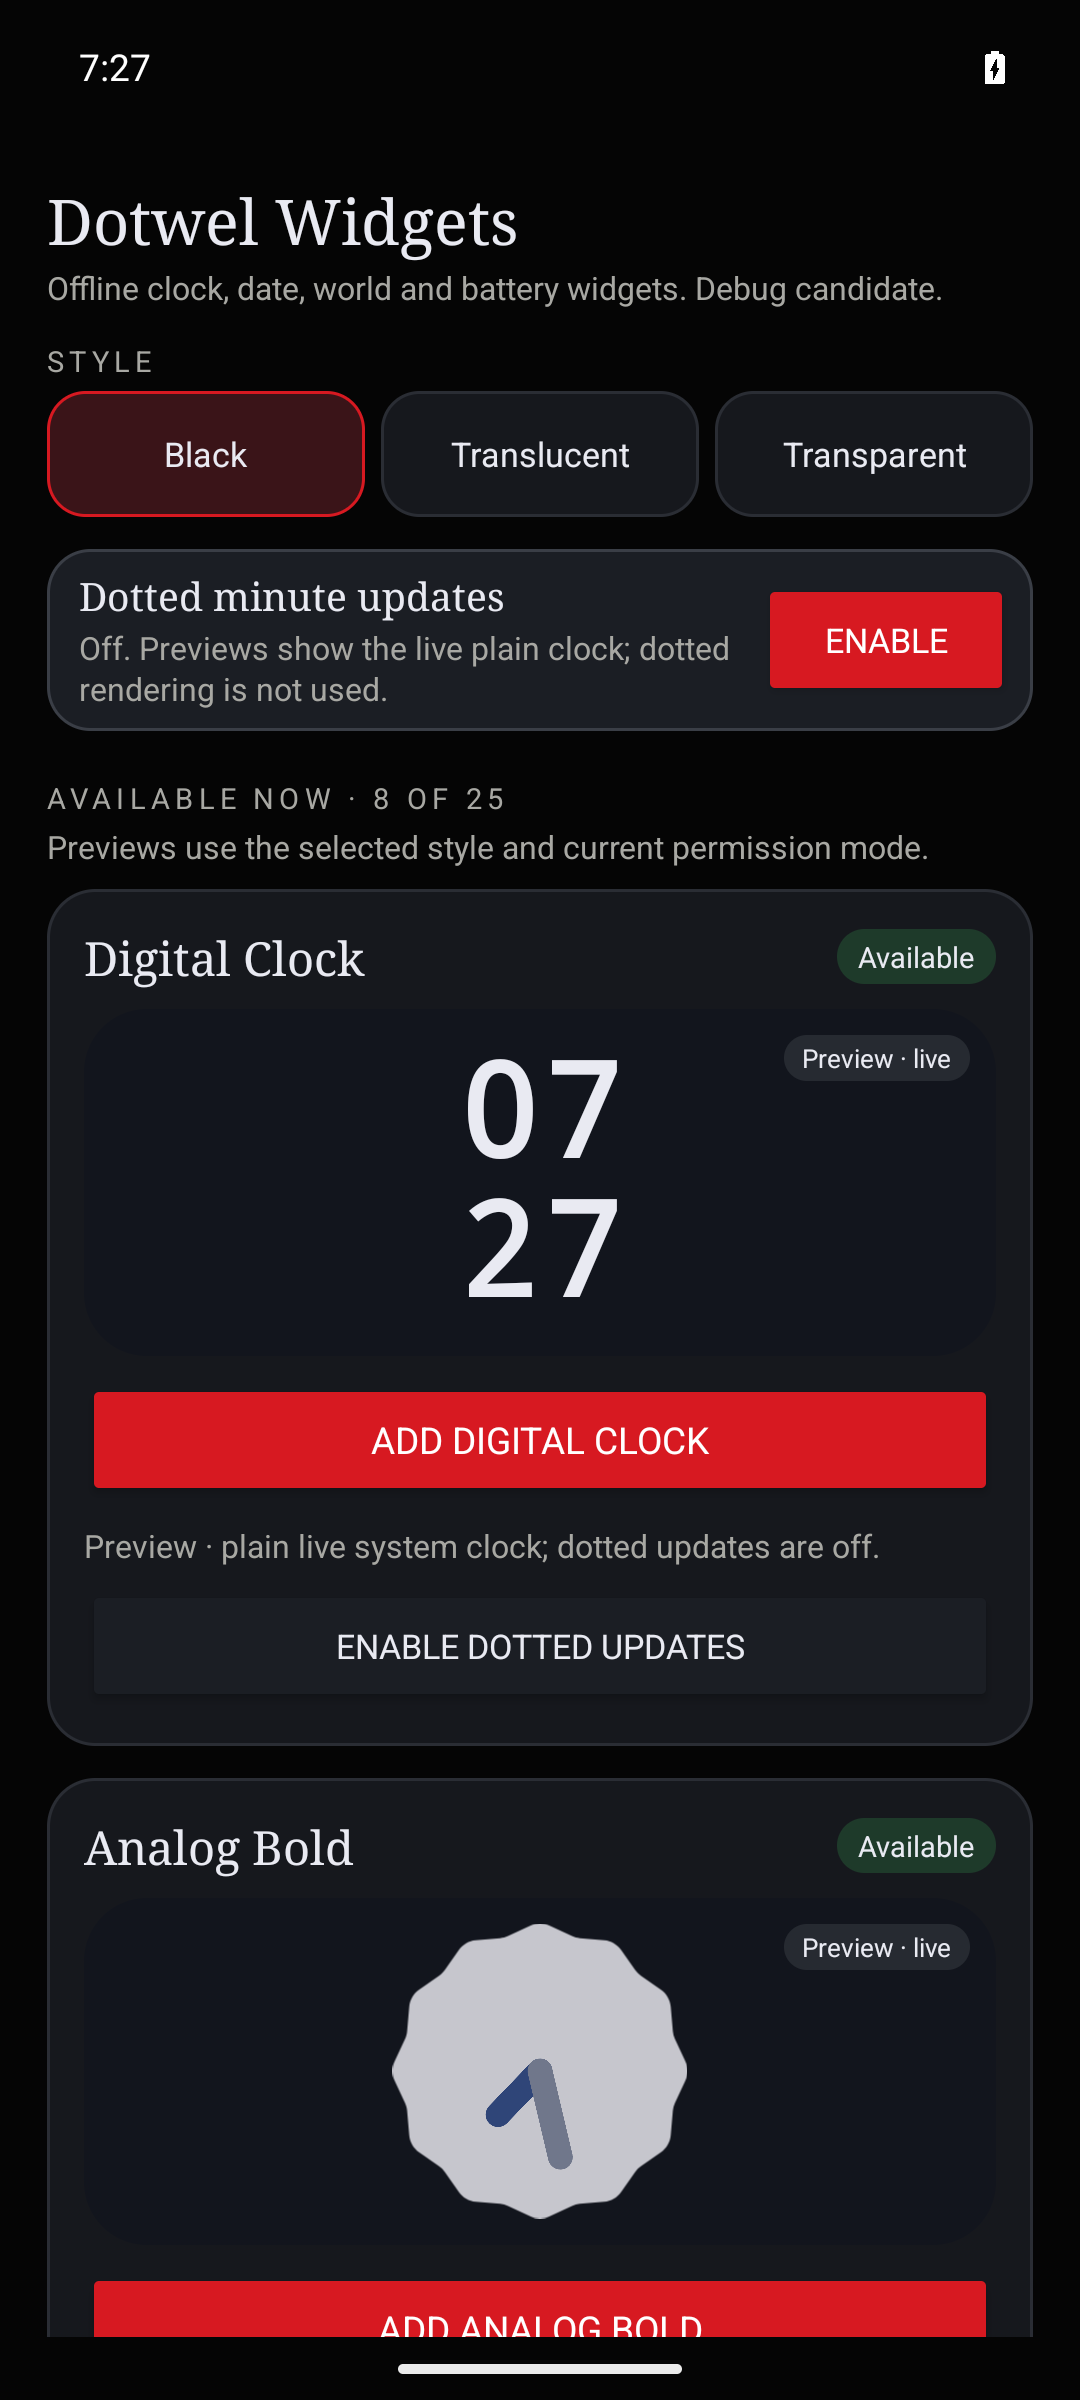 7:27
Dotwel Widgets
Offline clock, date, world and battery widgets. Debug candidate.
STYLE
Black
Translucent
Transparent
Dotted minute updates
Off. Previews show the live plain clock; dotted
rendering is not used.
ENABLE
AVAILABLE NOW · 8 OF 25
Previews use the selected style and current permission mode.
Digital Clock
Available
Preview · live
07
27
ADD DIGITAL CLOCK
Preview · plain live system clock; dotted updates are off.
ENABLE DOTTED UPDATES
Analog Bold
Available
Preview · live
ADD ANALOG BOLD